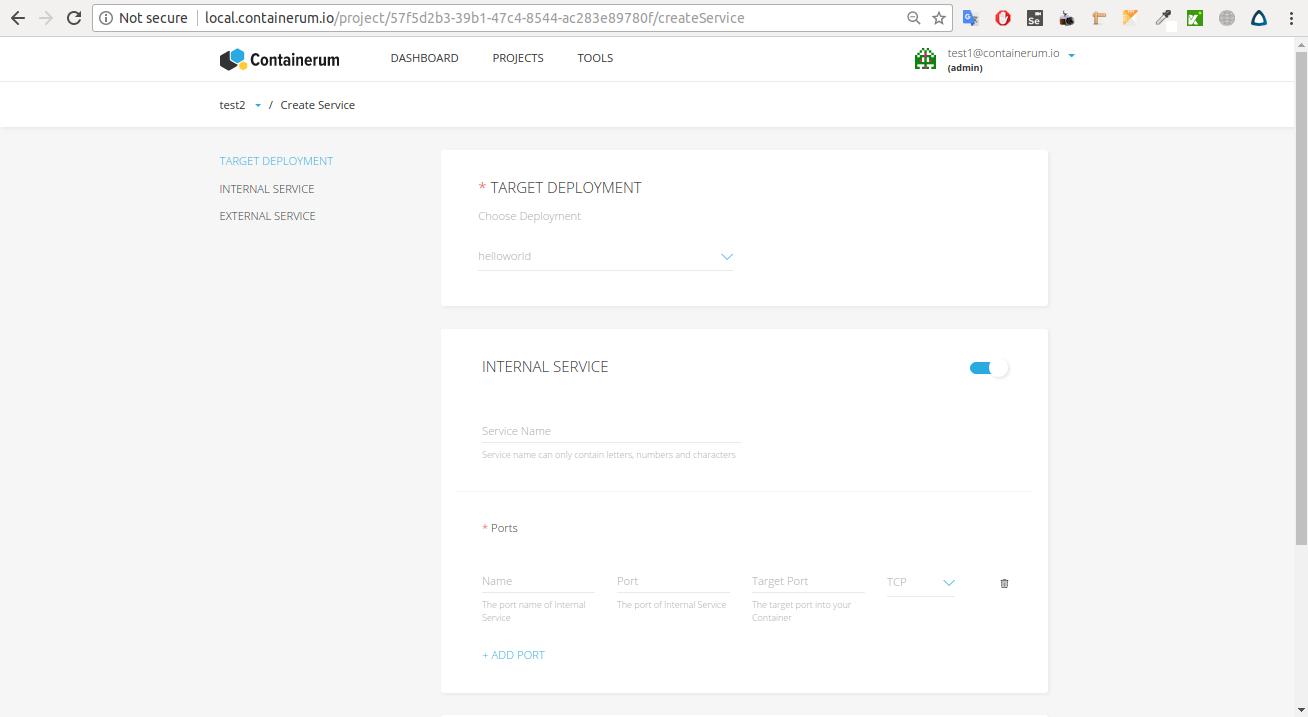 Not secure local.containerum.io/project/57f5d2b3-39b1-47c4-8544-ac283e89780f/createService
Containerum DASHBOARD PROJECTS TOOLS test1@containerum.io
(admin)
test2 / Create Service
TARGET DEPLOYMENT
INTERNAL SERVICE
EXTERNAL SERVICE
* TARGET DEPLOYMENT
Choose Deployment
helloworld
INTERNAL SERVICE
Service Name
Service name can only contain letters, numbers and characters
* Ports
Name Port Target Port TCP
The port name of Internal Service
The port of Internal Service
The target port into your Container
+ ADD PORT